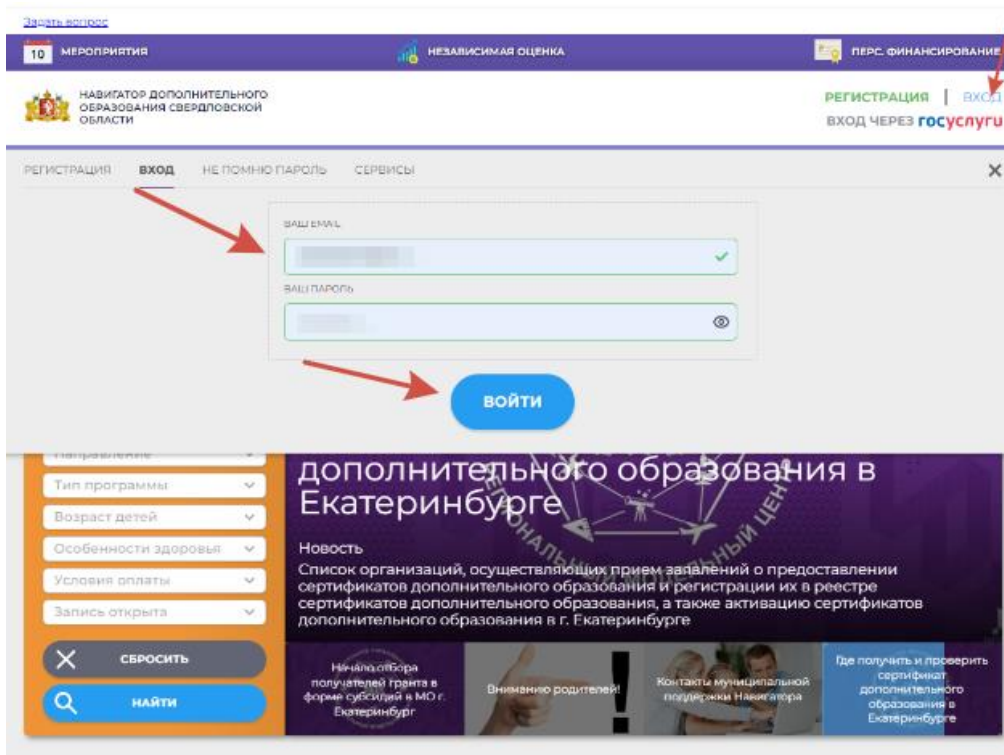 Задать вопрос
10 МЕРОПРИЯТИЯ
НЕЗАВИСИМАЯ ОЦЕНКА
ПЕРС. ФИНАНСИРОВАНИЕ
НАВИГАТОР ДОПОЛНИТЕЛЬНОГО
ОБРАЗОВАНИЯ СВЕРДЛОВСКОЙ
ОБЛАСТИ
РЕГИСТРАЦИЯ | ВХОД
ВХОД ЧЕРЕЗ госуслуги
РЕГИСТРАЦИЯ ВХОД НЕ ПОМНЮ ПАРОЛЬ СЕРВИСЫ
ВАШ EMAIL
ВАШ ПАРОЛЬ
ВОЙТИ
Направление
Тип программы
Возраст детей
Особенности здоровья
Условия оплаты
Запись открыта
СБРОСИТЬ
НАЙТИ
дополнительного образования в
Екатеринбурге
РЕГИОНАЛЬНЫЙ МОДЕЛЬНЫЙ ЦЕНТР
Новость
Список организаций, осуществляющих прием заявлений о предоставлении
сертификатов дополнительного образования и регистрации их в реестре
сертификатов дополнительного образования, а также активацию сертификатов
дополнительного образования в г. Екатеринбурге
Начало отбора
получателей гранта в
форме субсидий в МО г.
Екатеринбург
Вниманию родителей!
Контакты муниципальной
поддержки Навигатора
Где получить и проверить
сертификат
дополнительного
образования в
Екатеринбурге